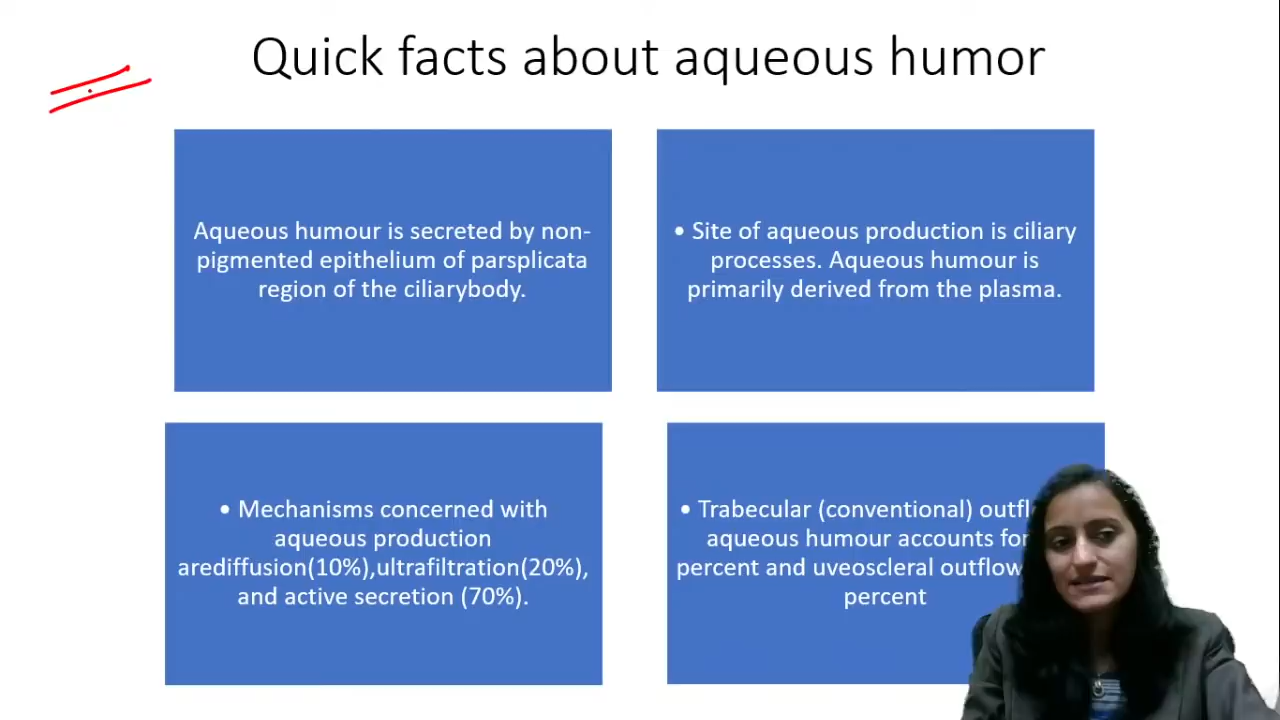 Quick facts about aqueous humor
Aqueous humour is secreted by non-
pigmented epithelium of parsplicata
region of the ciliarybody.
• Site of aqueous production is ciliary
processes. Aqueous humour is
primarily derived from the plasma.
• Mechanisms concerned with
aqueous production
arediffusion(10%),ultrafiltration(20%),
and active secretion (70%).
• Trabecular (conventional)
aqueous humour accounts for
percent and uveoscleral outflow
percent